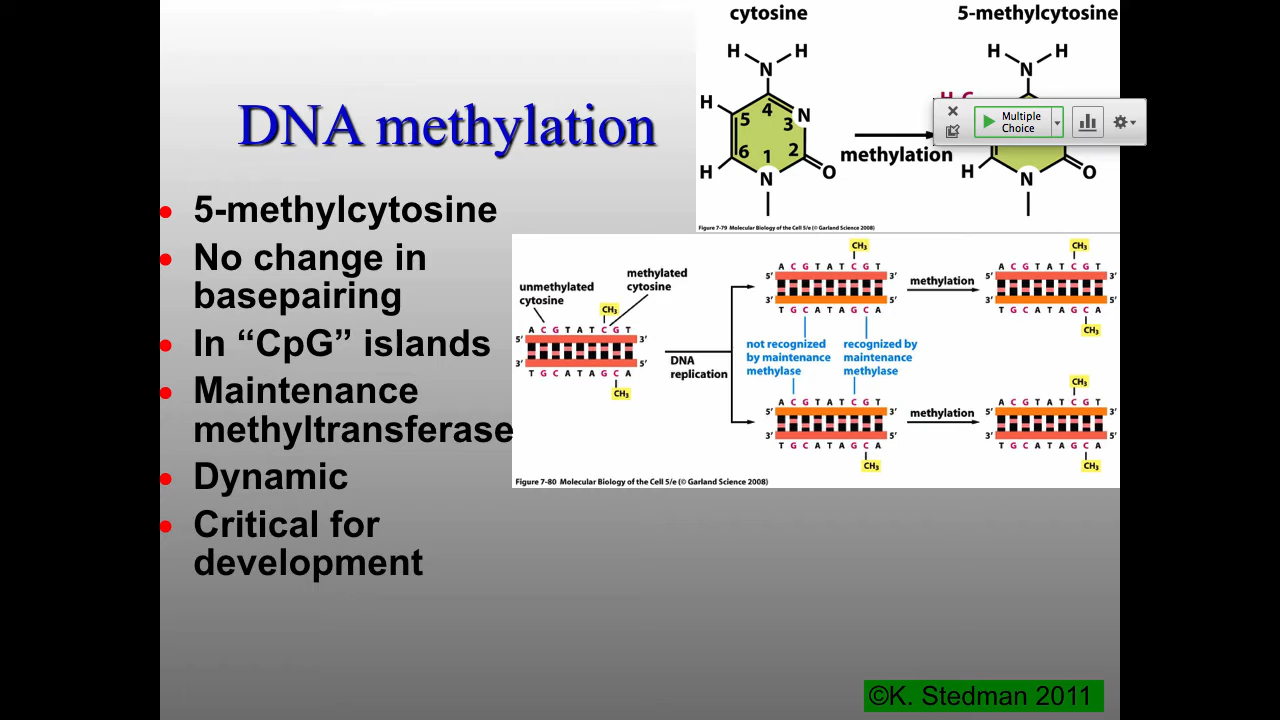 cytosine
5-methylcytosine
H H H H
N N
H 4 N H3C
5 3
Multiple
Choice
6 1 2
methylation
H N O H N O
Figure 7-79 Molecular Biology of the Cell 5/e (© Garland Science 2008)
DNA methylation
• 5-methylcytosine
• No change in
basepairing
• In “CpG” islands
• Maintenance
methyltransferase
• Dynamic
• Critical for
development
unmethylated
cytosine
methylated
cytosine
CH3
A C G T A T C G T
5’ 3’
3’ 5’
T G C A T A G C A
CH3
DNA
replication
CH3
A C G T A T C G T
5’ 3’
3’ 5’
T G C A T A G C A
methylation
CH3
A C G T A T C G T
5’ 3’
3’ 5’
T G C A T A G C A
CH3
not recognized
by maintenance
methylase
recognized by
maintenance
methylase
A C G T A T C G T
5’ 3’
3’ 5’
T G C A T A G C A
CH3
methylation
CH3
A C G T A T C G T
5’ 3’
3’ 5’
T G C A T A G C A
CH3
Figure 7-80 Molecular Biology of the Cell 5/e (© Garland Science 2008)
©K. Stedman 2011